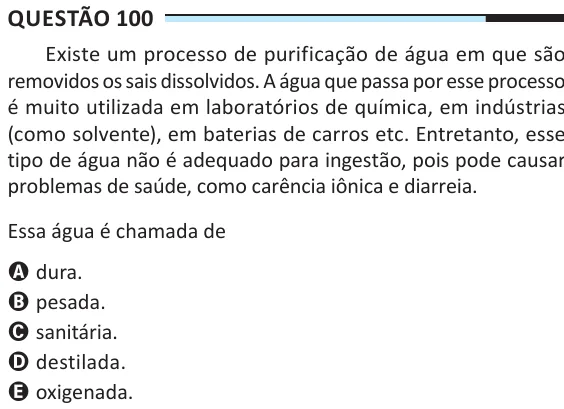 QUESTÃO 100
Existe um processo de purificação de água em que são
removidos os sais dissolvidos. A água que passa por esse processo
é muito utilizada em laboratórios de química, em indústrias
(como solvente), em baterias de carros etc. Entretanto, esse
tipo de água não é adequado para ingestão, pois pode causar
problemas de saúde, como carência iônica e diarreia.
Essa água é chamada de
A dura.
B pesada.
C sanitária.
D destilada.
E oxigenada.